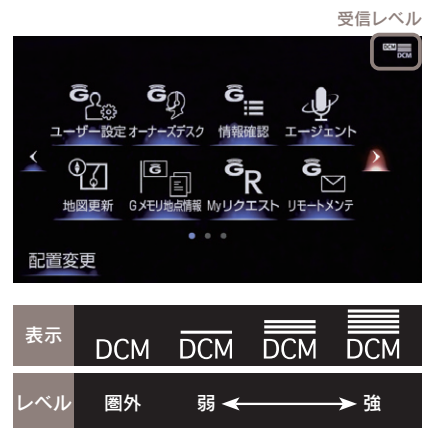 受信レベル
DCM DCM
G G G
ユーザー設定 オーナーズデスク 情報確認 エージェント
G G R G
地図更新 Gメモリ地点情報 Myリクエスト リモートメンテ
配置変更
表示 DCM DCM DCM DCM
レベル 圏外 弱 強